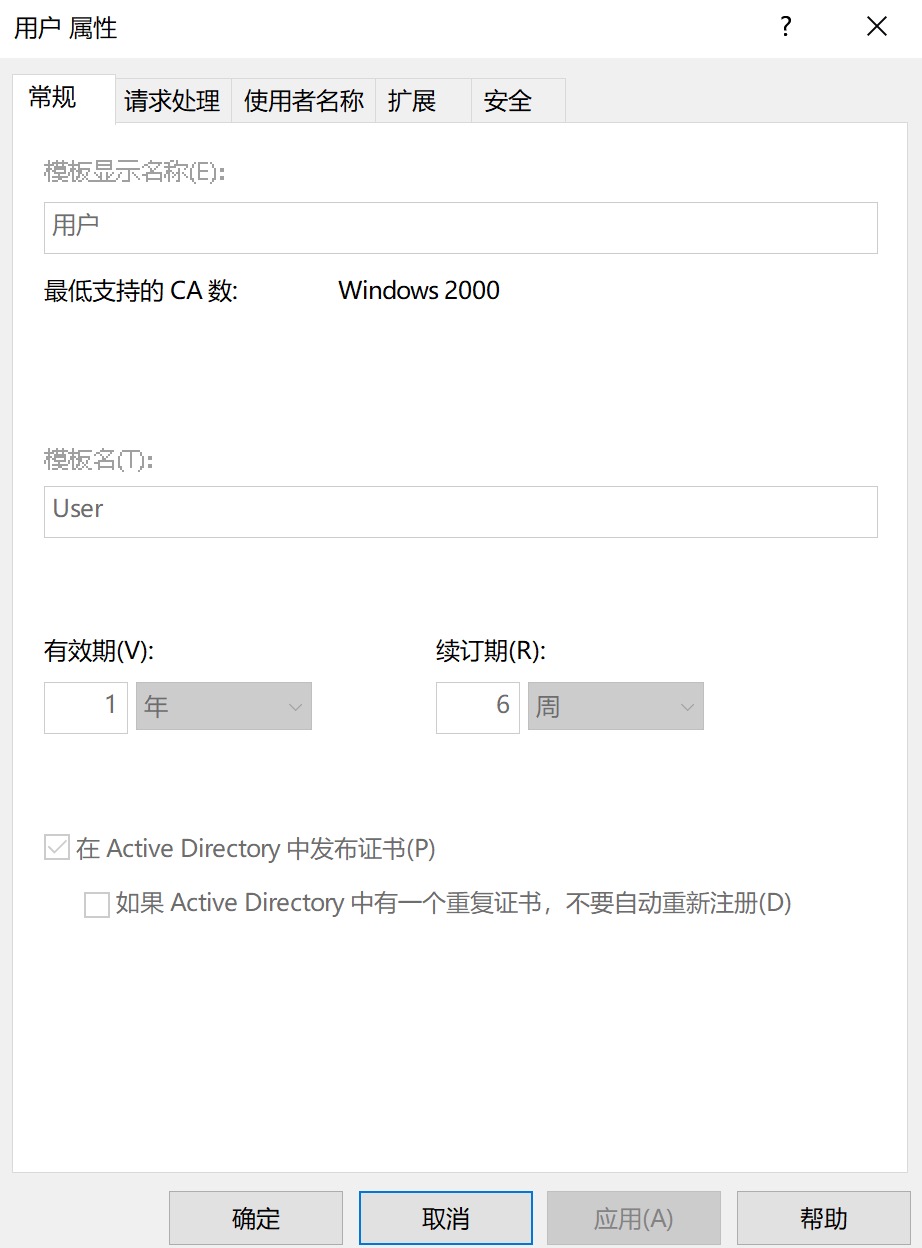 用户 属性
?
常规 请求处理 使用者名称 扩展 安全
模板显示名称(E):
用户
最低支持的 CA 数: Windows 2000
模板名(T):
User
有效期(V): 续订期(R):
1 年 6 周
在 Active Directory 中发布证书(P)
如果 Active Directory 中有一个重复证书，不要自动重新注册(D)
确定 取消 应用(A) 帮助